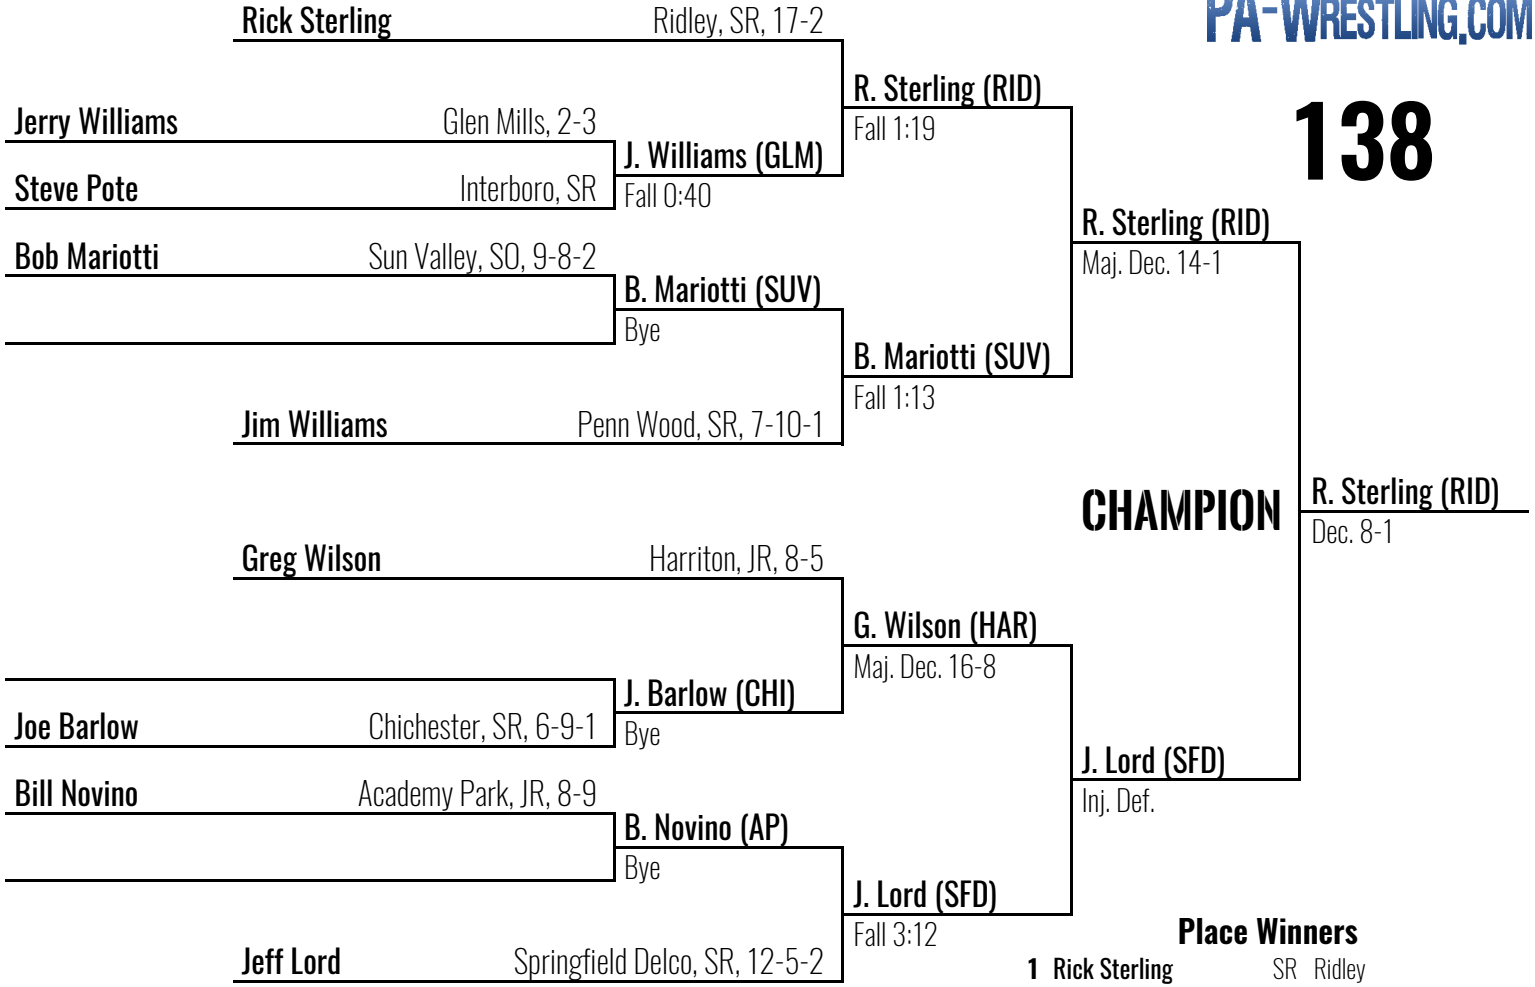 Rick Sterling Ridley, SR, 17-2
PA-WRESTLING.COM
R. Sterling (RID)
Fall 1:19
138
Jerry Williams Glen Mills, 2-3
J. Williams (GLM)
Fall 0:40
Steve Pote Interboro, SR
R. Sterling (RID)
Maj. Dec. 14-1
Bob Mariotti Sun Valley, SO, 9-8-2
B. Mariotti (SUV)
Bye
B. Mariotti (SUV)
Fall 1:13
Jim Williams Penn Wood, SR, 7-10-1
CHAMPION
R. Sterling (RID)
Dec. 8-1
Greg Wilson Harriton, JR, 8-5
G. Wilson (HAR)
Maj. Dec. 16-8
J. Barlow (CHI)
Bye
Joe Barlow Chichester, SR, 6-9-1
J. Lord (SFD)
Inj. Def.
Bill Novino Academy Park, JR, 8-9
B. Novino (AP)
Bye
J. Lord (SFD)
Fall 3:12
Jeff Lord Springfield Delco, SR, 12-5-2
Place Winners
1 Rick Sterling SR Ridley